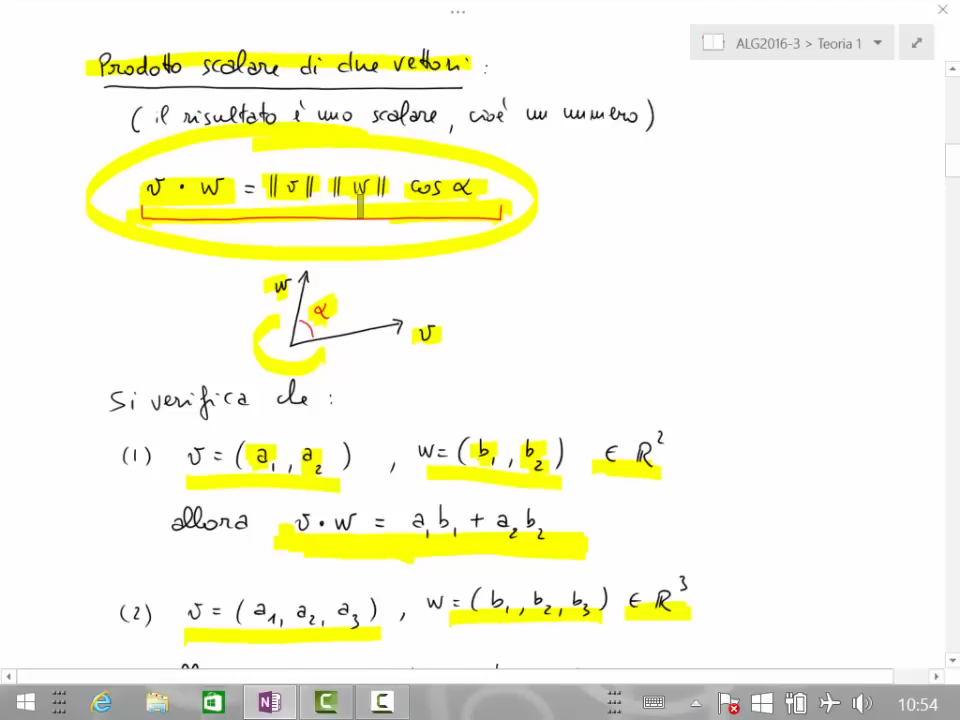 ALG2016-3 > Teoria 1
Prodotto scalare di due vettori :
(il risultato è uno scalare, cioè un numero)
v · w = ‖v‖ ‖w‖ cos α
w
α
v
Si verifica che :
(1) v = (a₁, a₂) , w = (b₁, b₂) ∈ ℝ²
allora v · w = a₁b₁ + a₂b₂
(2) v = (a₁, a₂, a₃) , w = (b₁, b₂, b₃) ∈ ℝ³
10:54